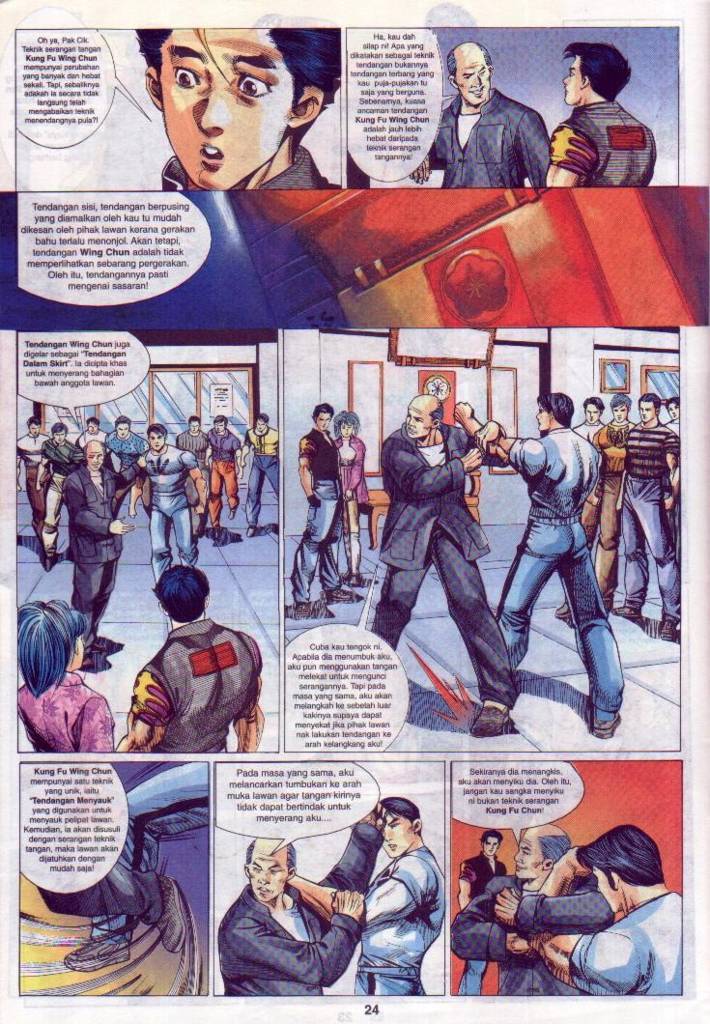 Oh ya, Pak Cik.
Teknik serangan tangan
Kung Fu Wing Chun
mempunyai perubahan
yang banyak dan hebat
sekali. Tapi, sebaliknya
adakah ia secara tidak
langsung telah
mengabaikan teknik
menendangnya pula?!
Ha, kau dah
silap ni! Apa yang
dikatakan sebagai teknik
tendangan bukannya
tendangan terbang yang
kau puja-pujakan tu
saja yang berguna.
Sebenarnya, kuasa
ancaman tendangan
Kung Fu Wing Chun
adalah jauh lebih
hebat daripada
teknik serangan
tangannya!
Tendangan sisi, tendangan berpusing
yang diamalkan oleh kau tu mudah
dikesan oleh pihak lawan kerana gerakan
bahu terlalu menonjol. Akan tetapi,
tendangan Wing Chun adalah tidak
memperlihatkan sebarang pergerakan.
Oleh itu, tendangannya pasti
mengenai sasaran!
Tendangan Wing Chun juga
digelar sebagai "Tendangan
Dalam Skirt". Ia dicipta khas
untuk menyerang bahagian
bawah anggota lawan.
Cuba kau tengok ni.
Apabila dia menumbuk aku,
aku pun menggunakan tangan
melekat untuk mengunci
serangannya. Tapi pada
masa yang sama, aku akan
melangkah ke sebelah luar
kakinya supaya dapat
menyekat jika pihak lawan
nak lakukan tendangan ke
arah kelangkang aku!
Kung Fu Wing Chun
mempunyai satu teknik
yang unik, iaitu
"Tendangan Menyauk"
yang digunakan untuk
menyauk pelipat lawan.
Kemudian, ia akan disusuli
dengan serangan teknik
tangan, maka lawan akan
dijatuhkan dengan
mudah saja!
Pada masa yang sama, aku
melancarkan tumbukan ke arah
muka lawan agar tangan kirinya
tidak dapat bertindak untuk
menyerang aku....
Sekiranya dia menangkis,
aku akan menyiku dia. Oleh itu,
jangan kau sangka menyiku
ni bukan teknik serangan
Kung Fu Chun!
24